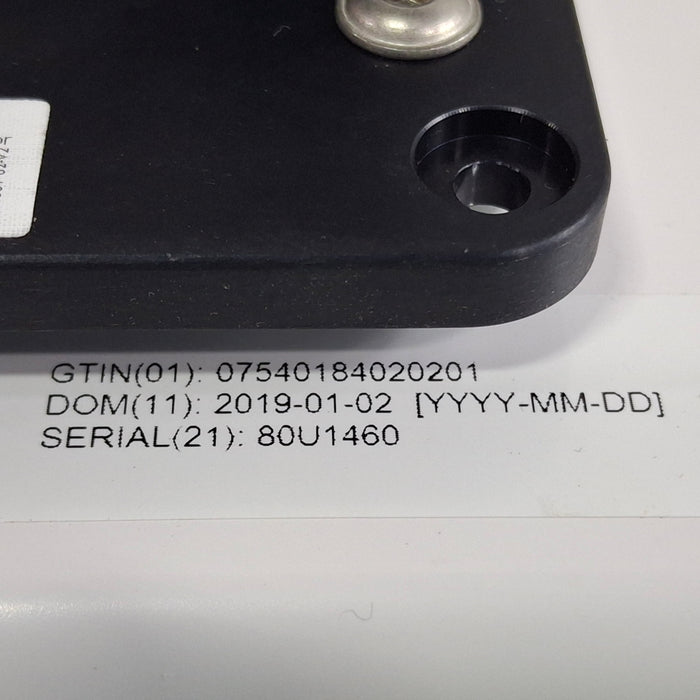 GTIN(01): 07540184020201
DOM(11): 2019-01-02 [YYYY-MM-DD]
SERIAL(21): 80U1460